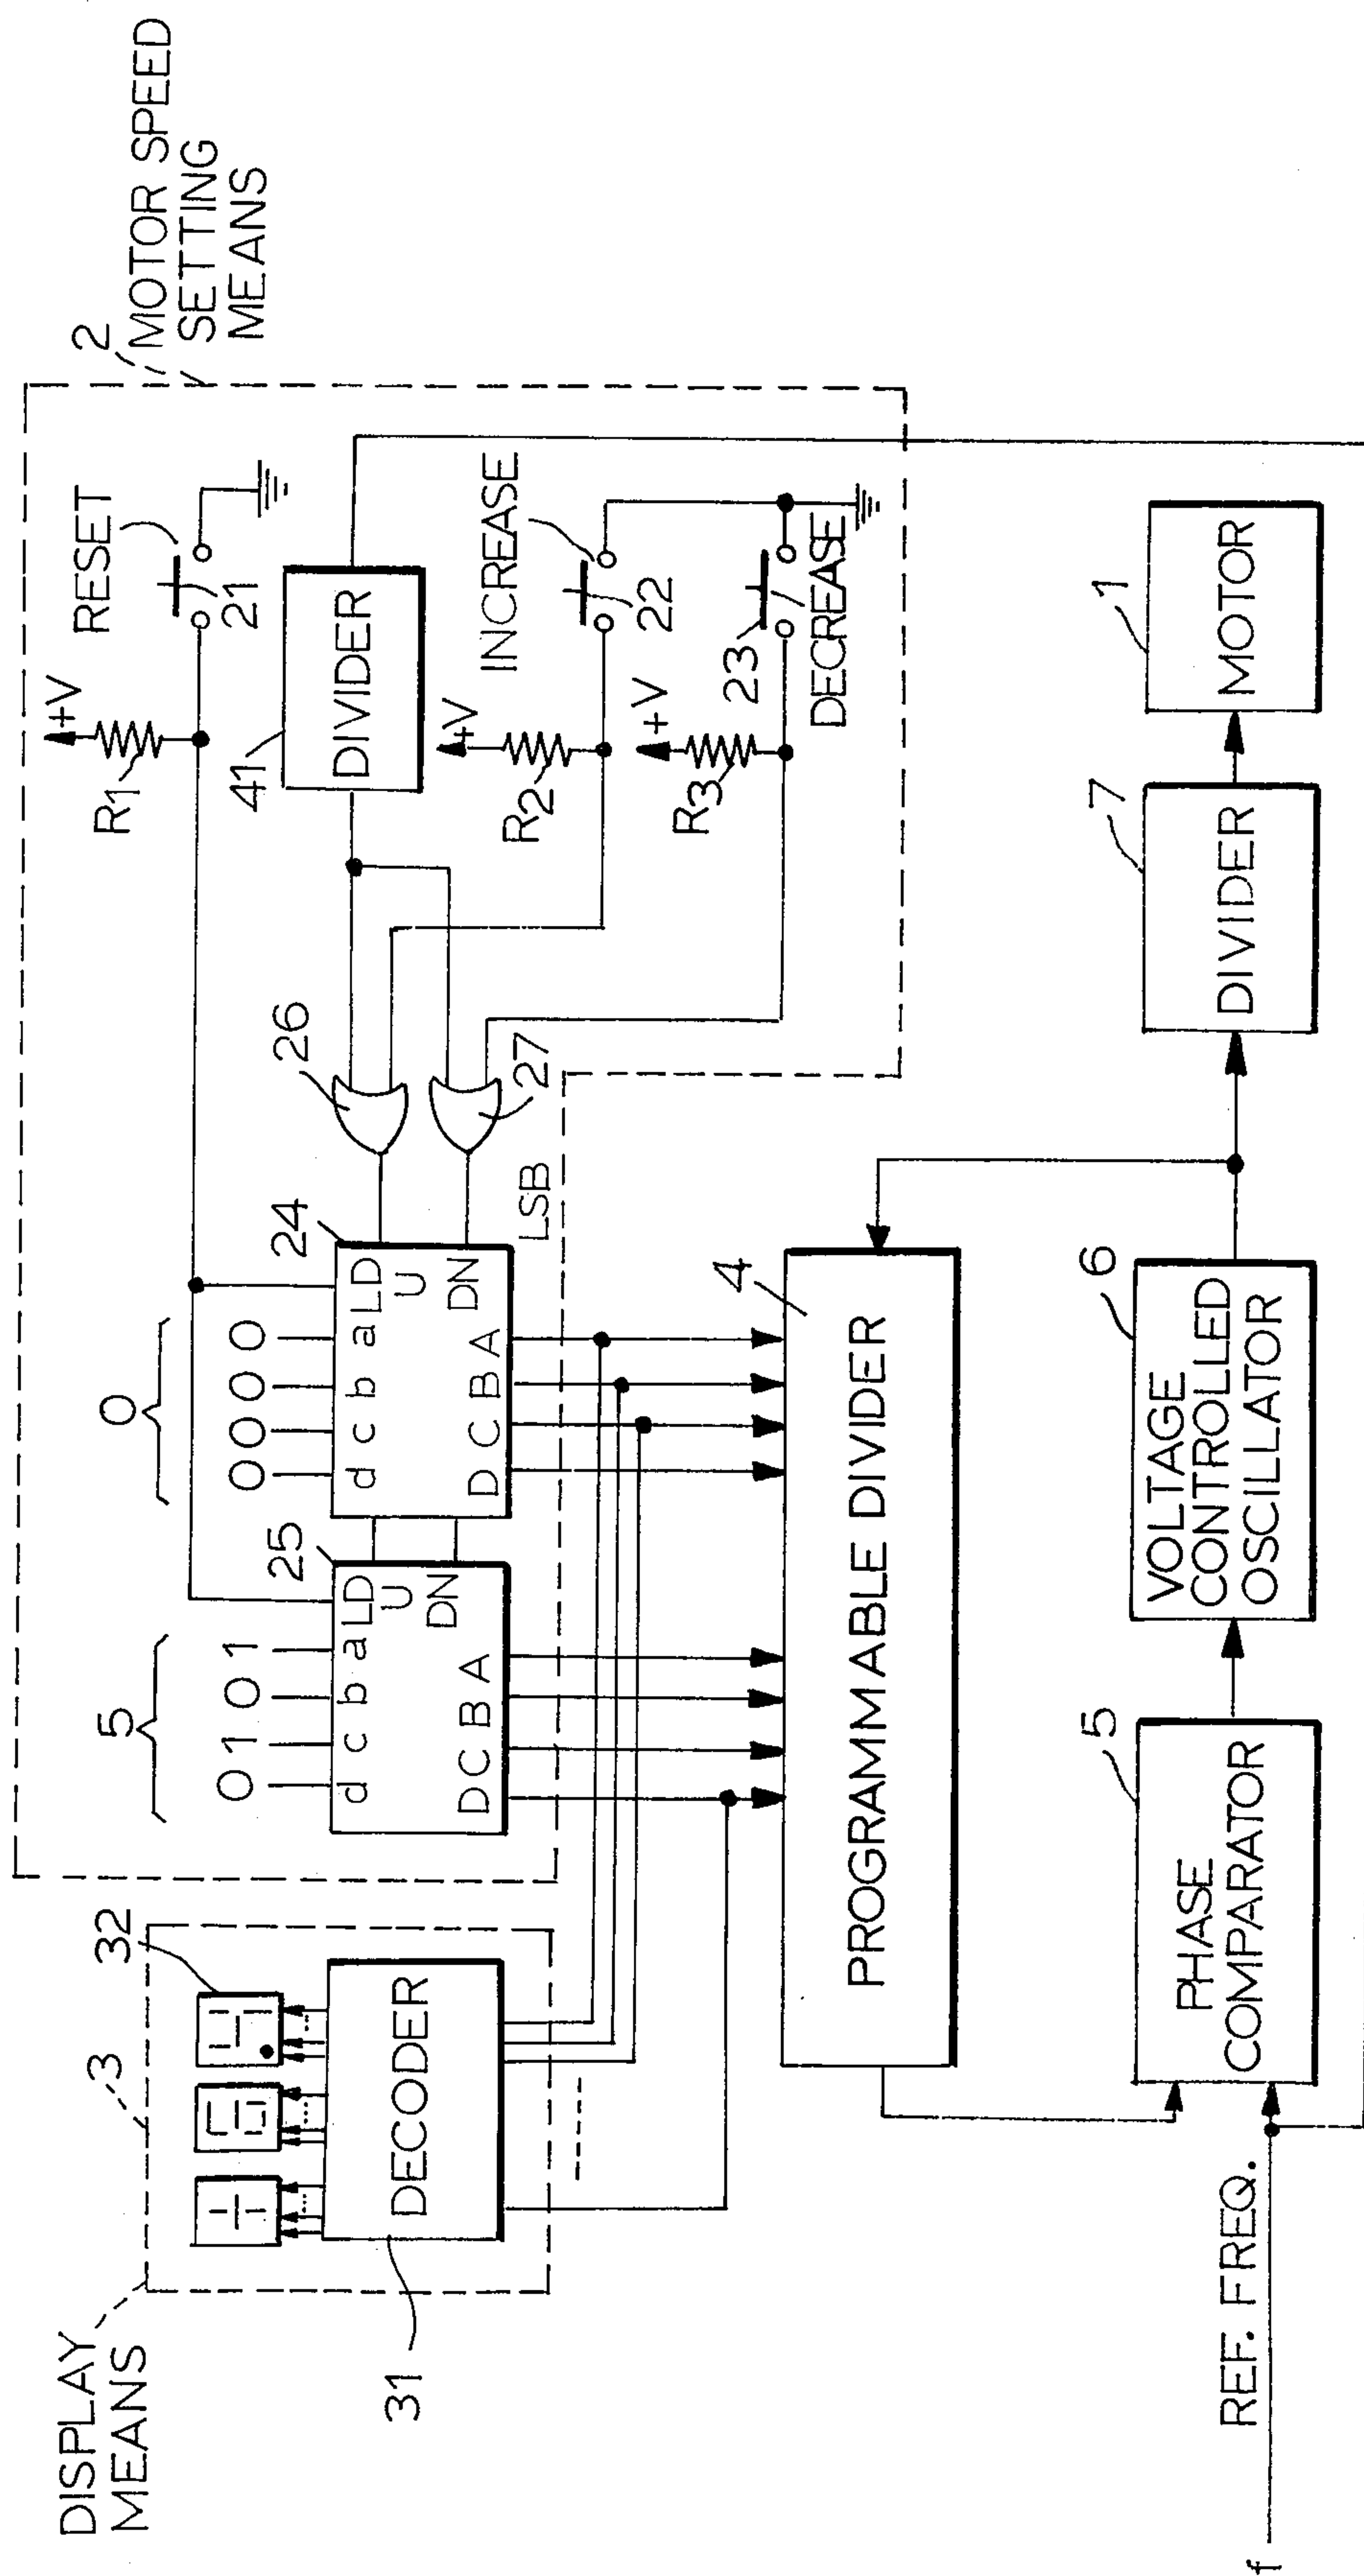 2
MOTOR SPEED
SETTING
MEANS
RESET
21
+V
R1
41
DIVIDER
INCREASE
22
+V
R2
23
DECREASE
+V
R3
26
27
LSB
24
0
0 0 0 0
d c b a LD
U
DN
D C B A
25
5
0 1 0 1
d c b a LD
U
DN
D C B A
DISPLAY
MEANS
3
32
DECODER
31
4
PROGRAMMABLE DIVIDER
f
REF. FREQ.
5
PHASE
COMPARATOR
6
VOLTAGE
CONTROLLED
OSCILLATOR
7
DIVIDER
1
MOTOR